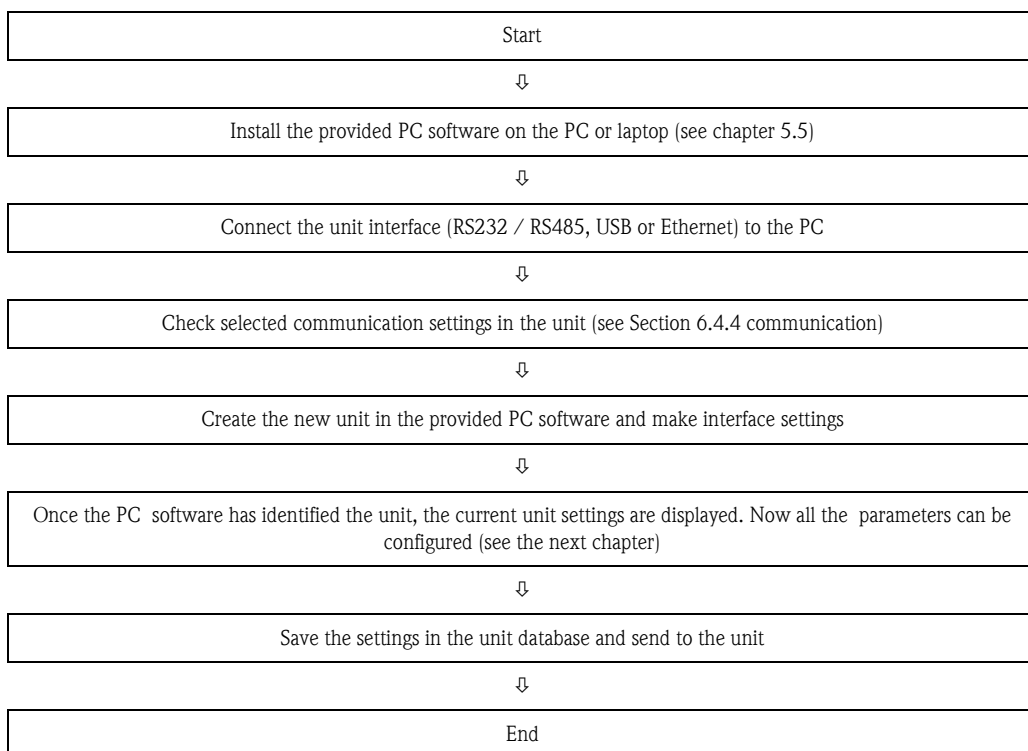 Start
⇩
Install the provided PC software on the PC or laptop (see chapter 5.5)
⇩
Connect the unit interface (RS232 / RS485, USB or Ethernet) to the PC
⇩
Check selected communication settings in the unit (see Section 6.4.4 communication)
⇩
Create the new unit in the provided PC software and make interface settings
⇩
Once the PC software has identified the unit, the current unit settings are displayed. Now all the parameters can be
configured (see the next chapter)
⇩
Save the settings in the unit database and send to the unit
⇩
End